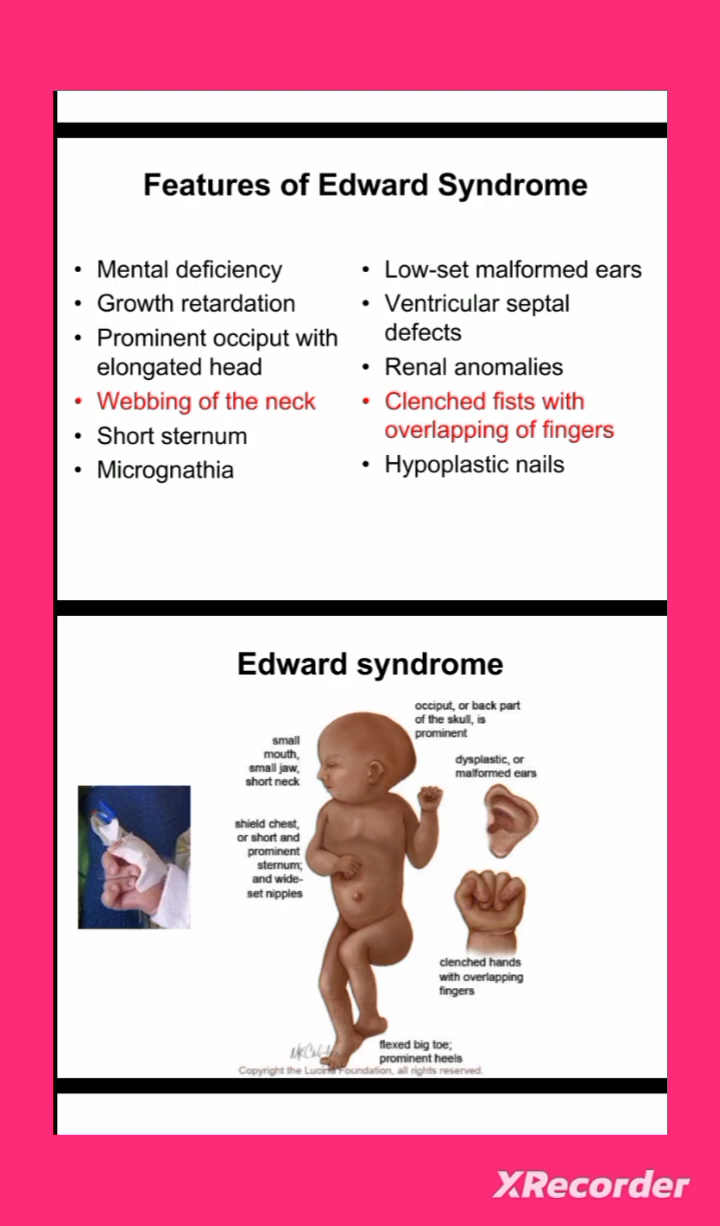 Features of Edward Syndrome
• Mental deficiency
• Growth retardation
• Prominent occiput with
elongated head
• Webbing of the neck
• Short sternum
• Micrognathia
• Low-set malformed ears
• Ventricular septal
defects
• Renal anomalies
• Clenched fists with
overlapping of fingers
• Hypoplastic nails
Edward syndrome
occiput, or back part
of the skull, is
prominent
small
mouth,
small jaw,
short neck
dysplastic, or
malformed ears
shield chest,
or short and
prominent
sternum;
and wide-
set nipples
clenched hands
with overlapping
fingers
flexed big toe;
prominent heels
Copyright the Lucina Foundation, all rights reserved.
XRecorder